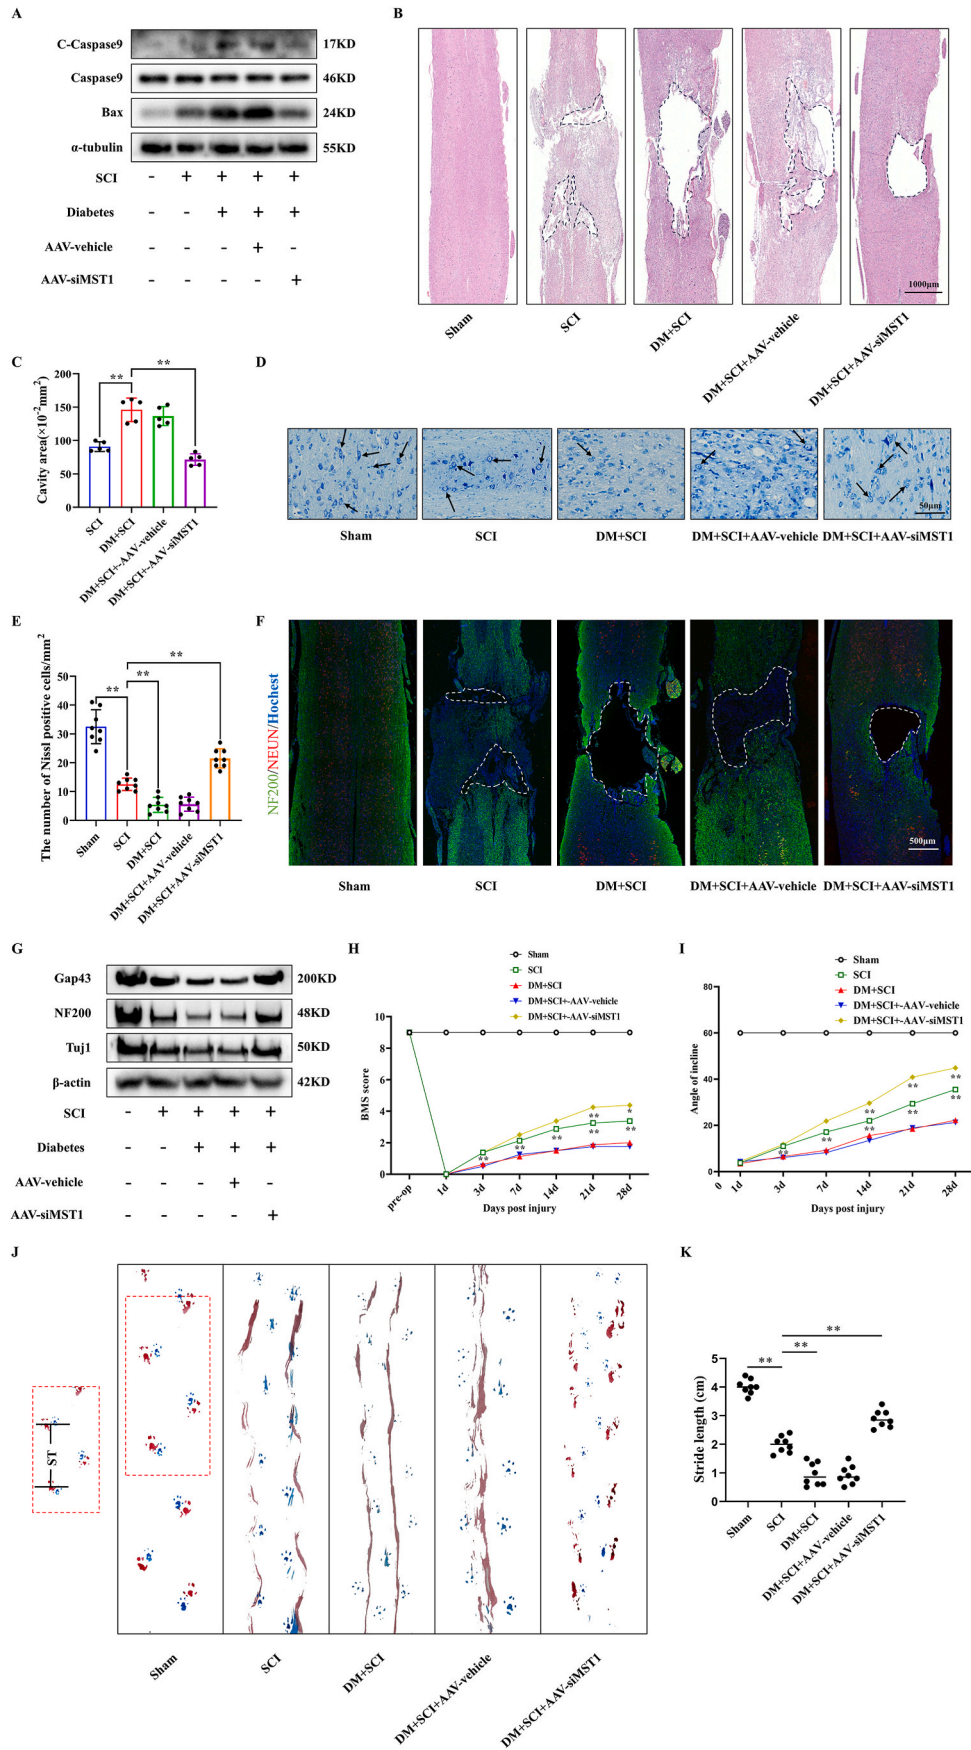 A
C-Caspase9 17KD
Caspase9 46KD
Bax 24KD
α-tubulin 55KD
SCI - + + + +
Diabetes - - + + +
AAV-vehicle - - - + -
AAV-siMST1 - - - - +
B
1000μm
Sham
SCI
DM+SCI
DM+SCI+AAV-vehicle
DM+SCI+AAV-siMST1
C
Cavity area(×10⁻²mm²)
200
150
100
50
0
**
**
SCI
DM+SCI
DM+SCI+-AAV-vehicle
DM+SCI+-AAV-siMST1
D
50μm
Sham
SCI
DM+SCI
DM+SCI+AAV-vehicle
DM+SCI+AAV-siMST1
E
The number of Nissl positive cells/mm²
50
40
30
20
10
0
**
**
**
Sham
SCI
DM+SCI
DM+SCI+AAV-vehicle
DM+SCI+AAV-siMST1
F
NF200/NEUN/Hochest
500μm
Sham
SCI
DM+SCI
DM+SCI+AAV-vehicle
DM+SCI+AAV-siMST1
G
Gap43 200KD
NF200 48KD
Tuj1 50KD
β-actin 42KD
SCI - + + + +
Diabetes - - + + +
AAV-vehicle - - - + -
AAV-siMST1 - - - - +
H
Sham
SCI
DM+SCI
DM+SCI+-AAV-vehicle
DM+SCI+-AAV-siMST1
BMS score
10
8
6
4
2
0
** ** ** ** ** * **
pre-op 1d 3d 7d 14d 21d 28d
Days post injury
I
Sham
SCI
DM+SCI
DM+SCI+-AAV-vehicle
DM+SCI+-AAV-siMST1
Angle of incline
80
60
40
20
0
** ** ** ** ** ** ** **
0 1d 3d 7d 14d 21d 28d
Days post injury
J
ST
Sham
SCI
DM+SCI
DM+SCI+AAV-vehicle
DM+SCI+AAV-siMST1
K
Stride length (cm)
5
4
3
2
1
0
**
**
**
Sham
SCI
DM+SCI
DM+SCI+AAV-vehicle
DM+SCI+AAV-siMST1